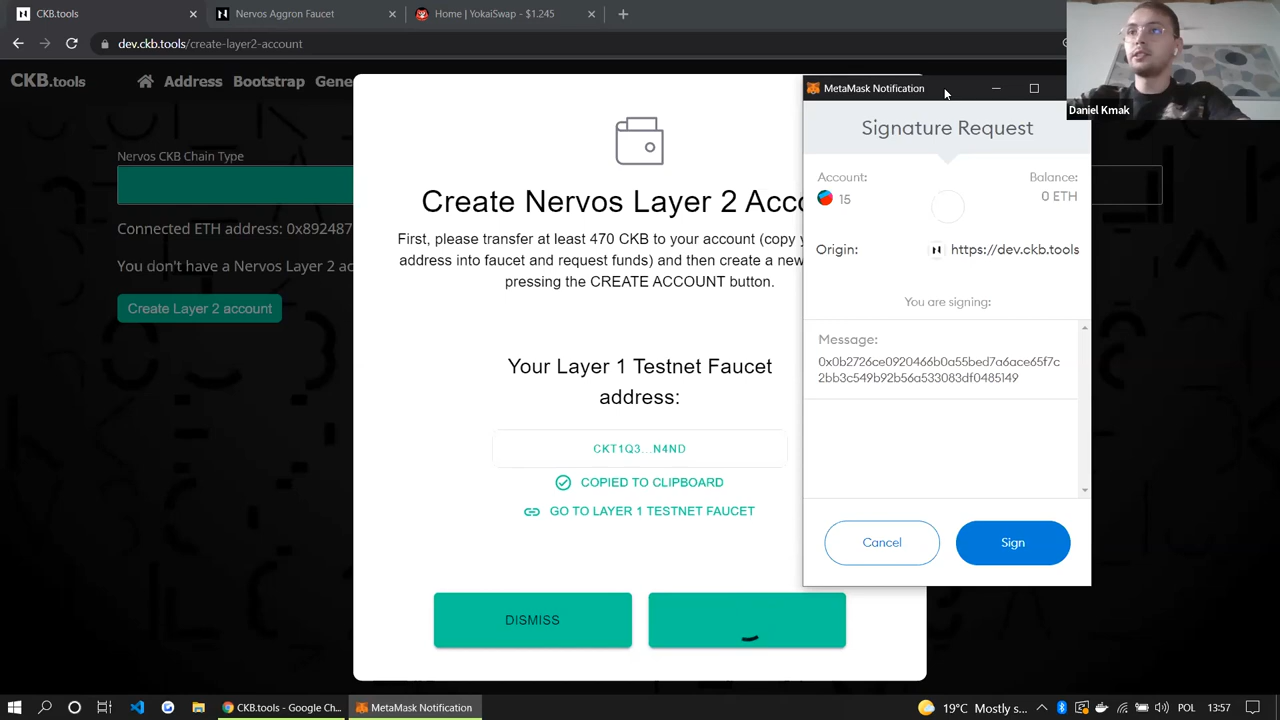 CKB.tools
Nervos Aggron Faucet
Home | YokaiSwap - $1.245
dev.ckb.tools/create-layer2-account
CKB.tools
Address
Bootstrap
Nervos CKB Chain Type
Connected ETH address: 0x892487
You don't have a Nervos Layer 2 ac
Create Layer 2 account
Create Nervos Layer 2 Acc
First, please transfer at least 470 CKB to your account (copy
address into faucet and request funds) and then create a new
pressing the CREATE ACCOUNT button.
Your Layer 1 Testnet Faucet
address:
CKT1Q3...N4ND
COPIED TO CLIPBOARD
GO TO LAYER 1 TESTNET FAUCET
DISMISS
MetaMask Notification
Signature Request
Account:
15
Balance:
0 ETH
Origin:
https://dev.ckb.tools
You are signing:
Message:
0x0b2726ce0920466b0a55bed7a6ace65f7c
2bb3c549b92b56a533083df0485149
Cancel
Sign
Daniel Kmak
CKB.tools - Google Ch...
MetaMask Notification
19°C Mostly s...
POL
13:57